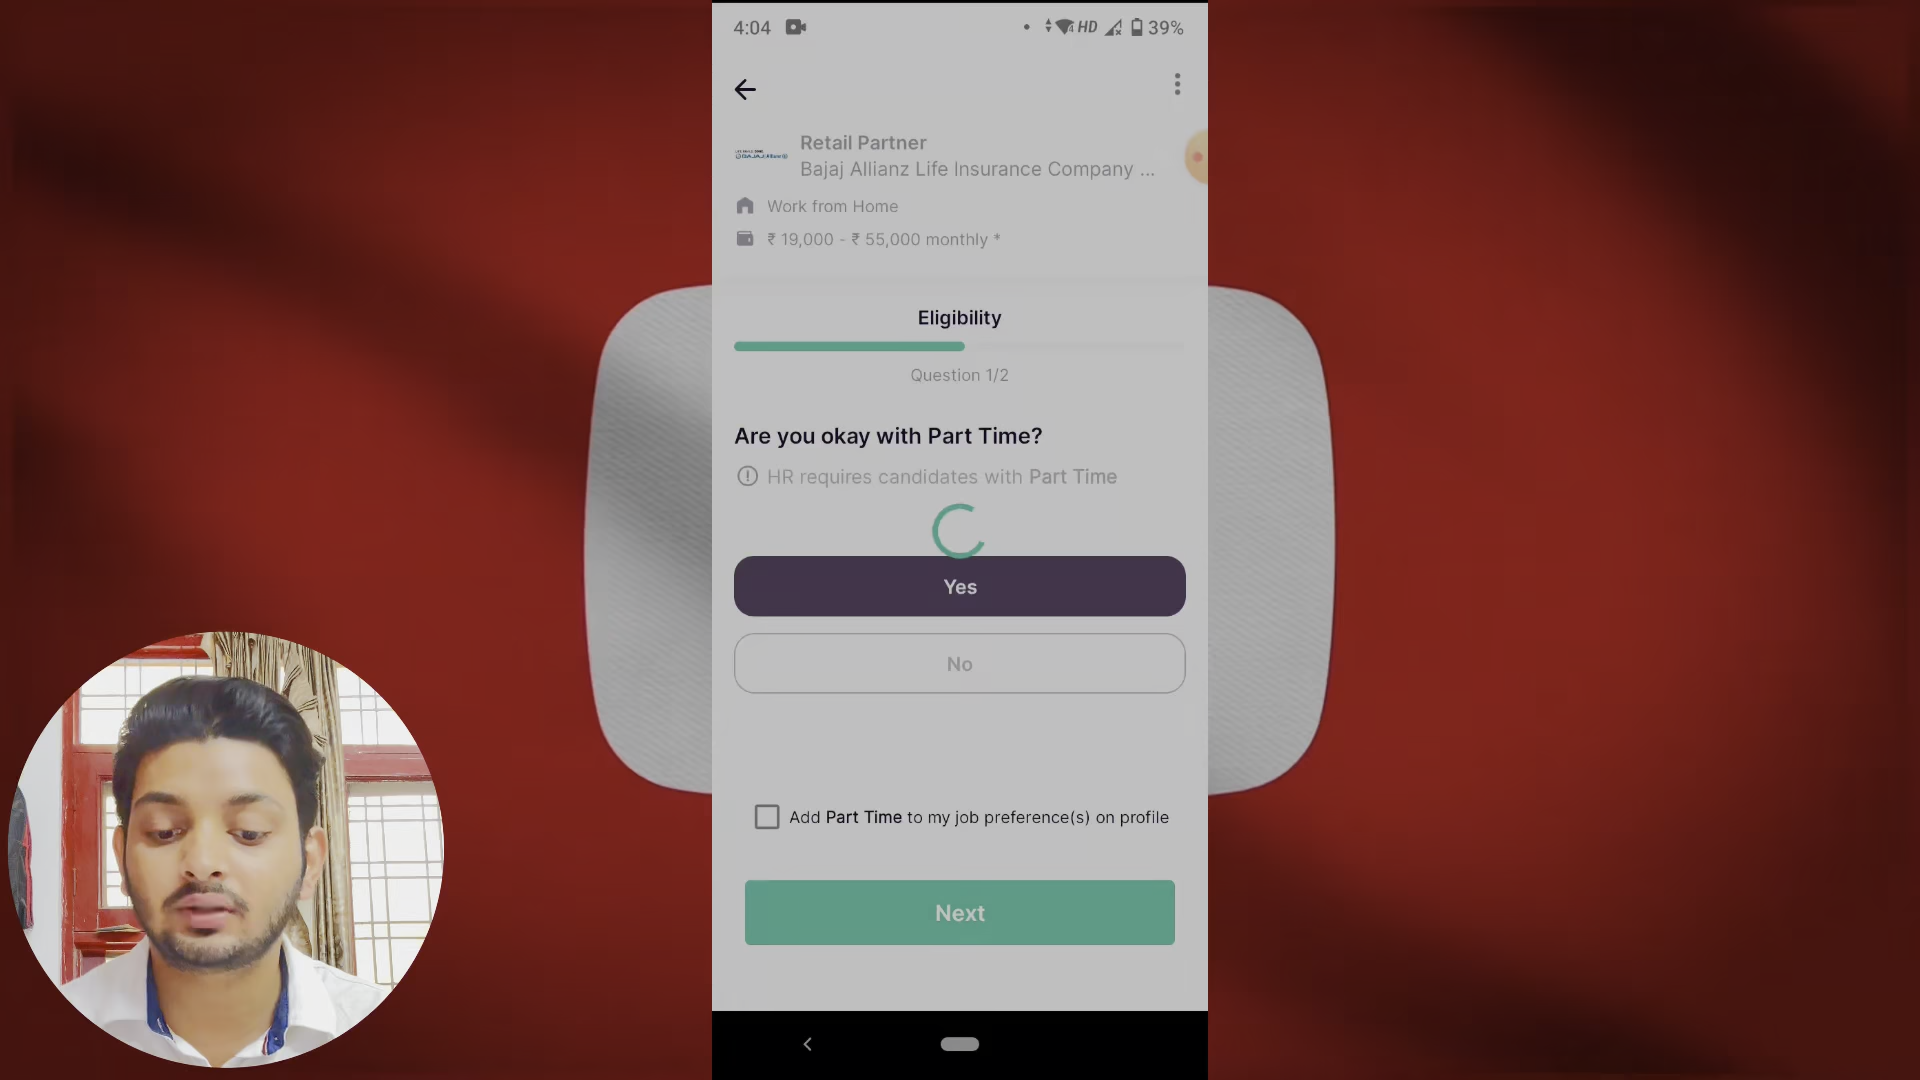 4:04 HD 39%
Retail Partner
Bajaj Allianz Life Insurance Company ...
Work from Home
₹ 19,000 - ₹ 55,000 monthly *
Eligibility
Question 1/2
Are you okay with Part Time?
HR requires candidates with Part Time
Yes
No
Add Part Time to my job preference(s) on profile
Next